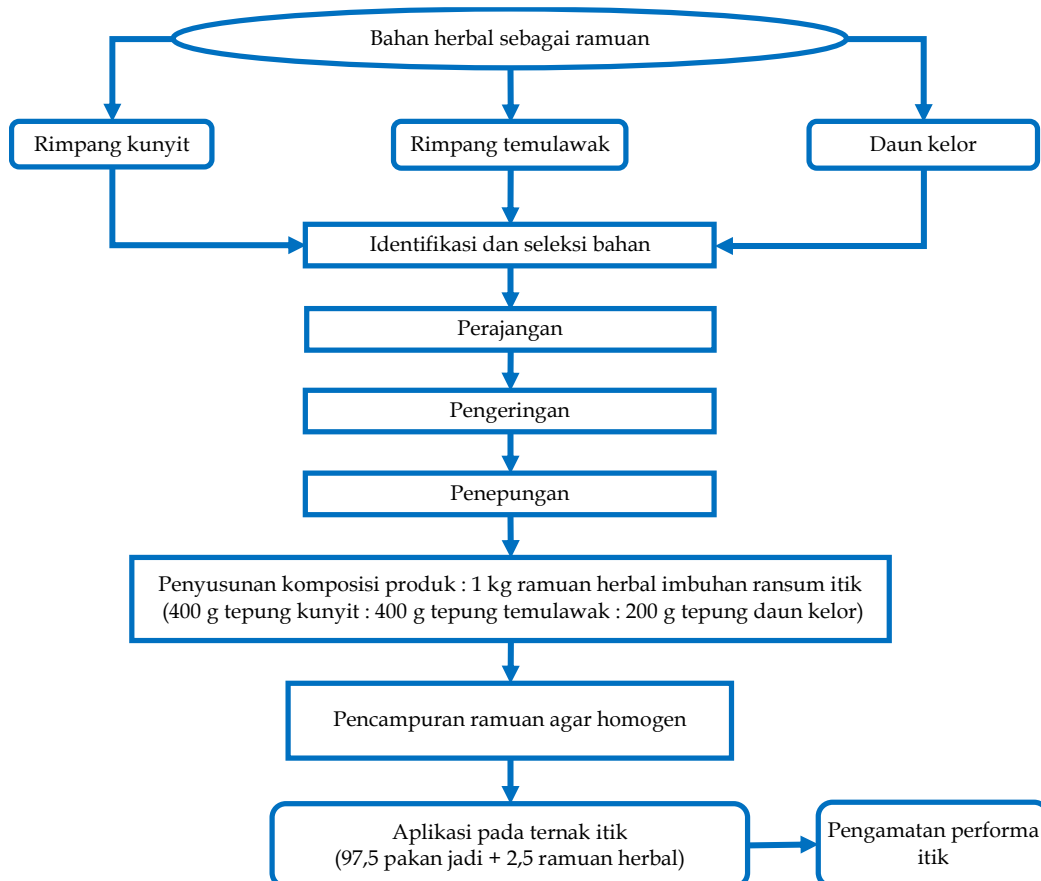 Bahan herbal sebagai ramuan
Rimpang kunyit
Rimpang temulawak
Daun kelor
Identifikasi dan seleksi bahan
Perajangan
Pengeringan
Penepungan
Penyusunan komposisi produk : 1 kg ramuan herbal imbuhan ransum itik
(400 g tepung kunyit : 400 g tepung temulawak : 200 g tepung daun kelor)
Pencampuran ramuan agar homogen
Aplikasi pada ternak itik
(97,5 pakan jadi + 2,5 ramuan herbal)
Pengamatan performa
itik